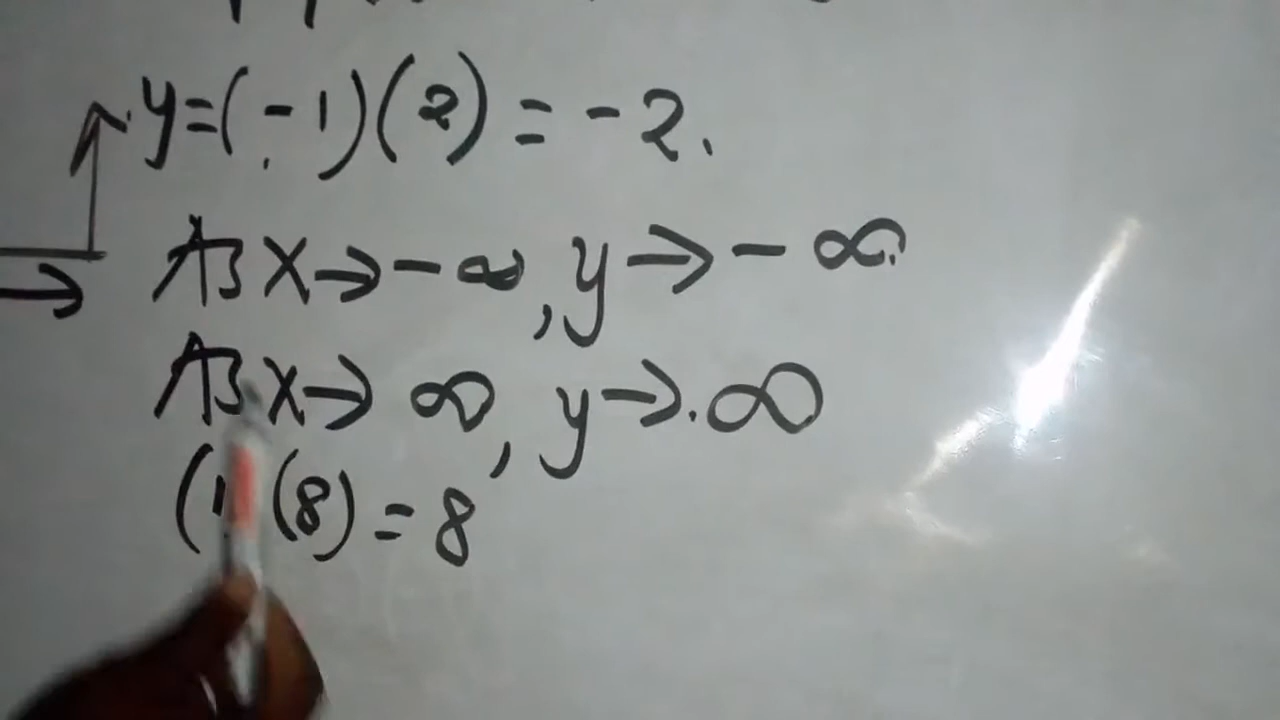 y=(-1)(2)=-2.
As x→-∞, y→-∞.
As x→∞, y→∞
(1)(8)=8